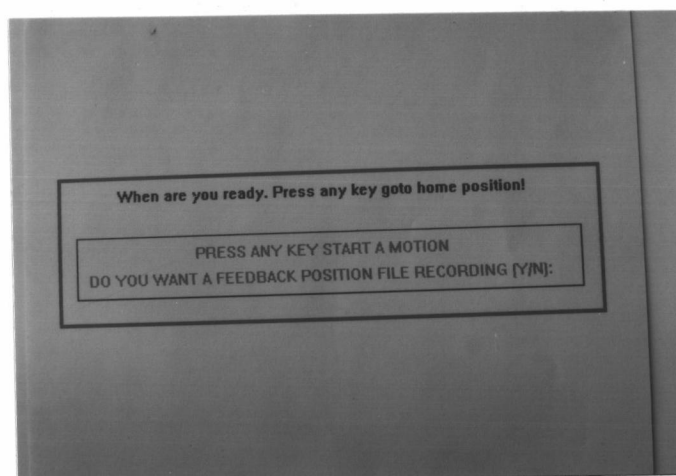 When are you ready. Press any key goto home position!
PRESS ANY KEY START A MOTION
DO YOU WANT A FEEDBACK POSITION FILE RECORDING (Y/N):